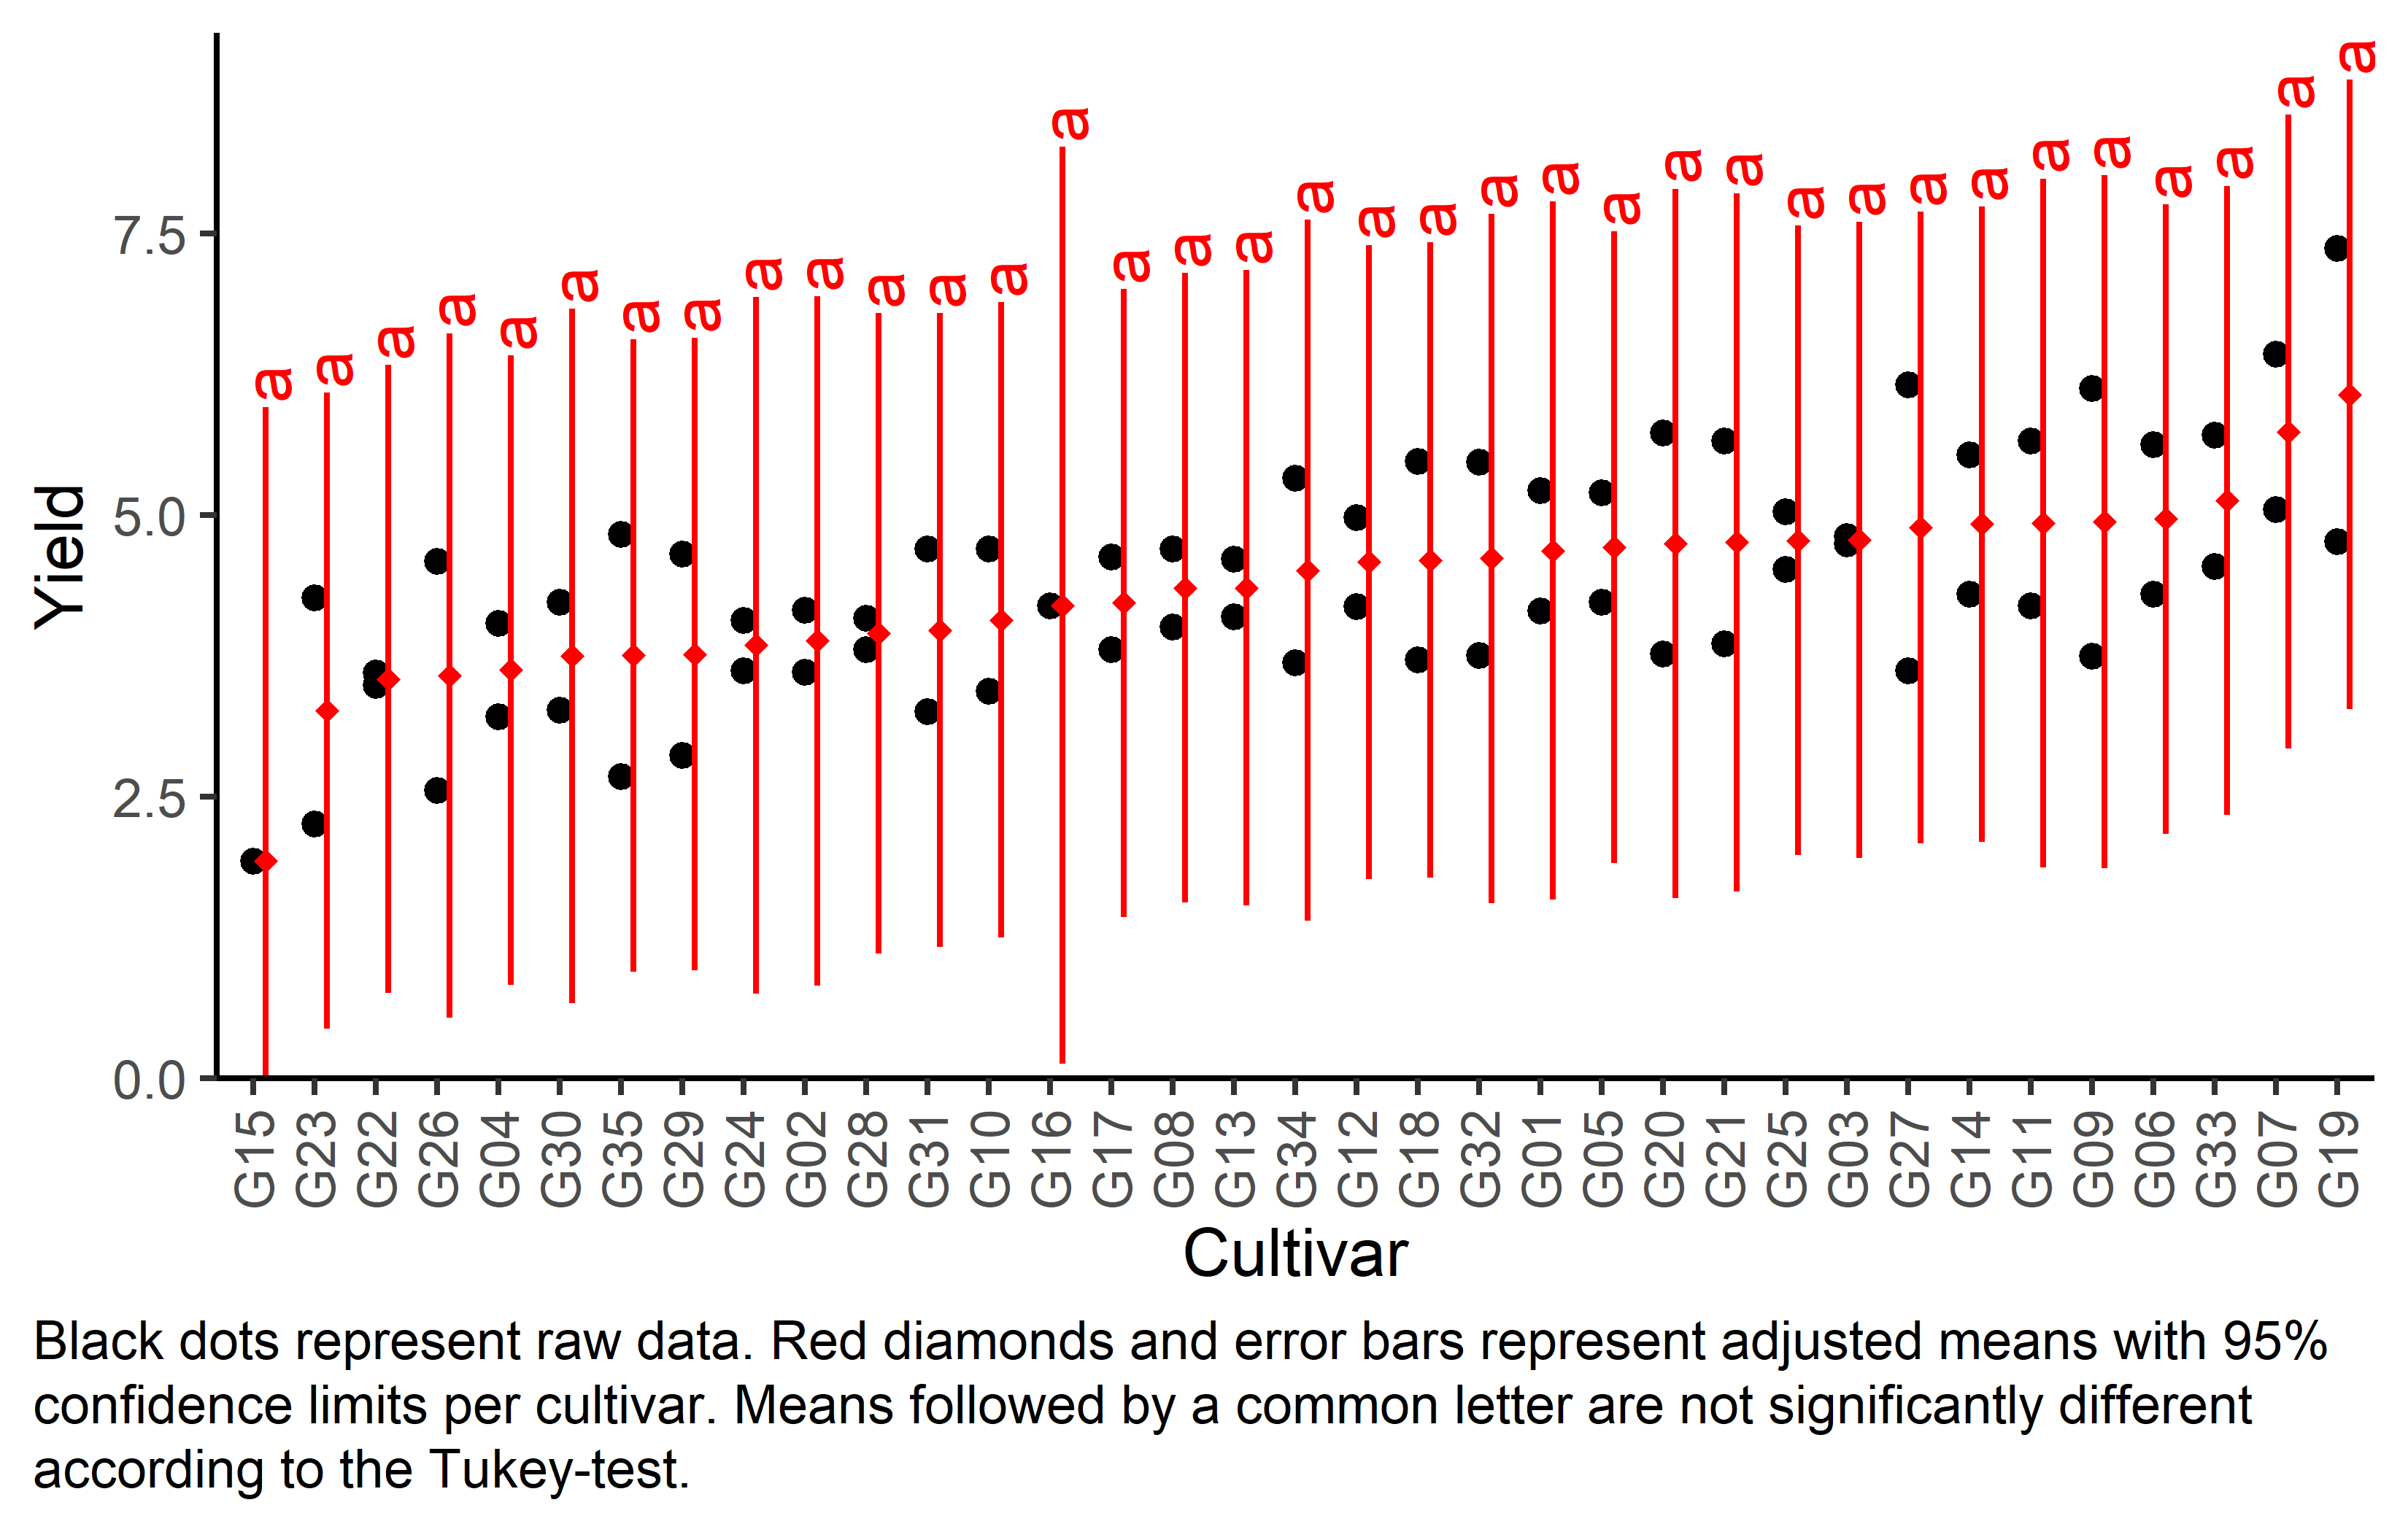 a a a a a a a a a a a a a a a a a a a a a a a a a a a a a a a a a a a
7.5
5.0
2.5
0.0
Yield
G15 G23 G22 G26 G04 G30 G35 G29 G24 G02 G28 G31 G10 G16 G17 G08 G13 G34 G12 G18 G32 G01 G05 G20 G21 G25 G03 G27 G14 G11 G09 G06 G33 G07 G19
Cultivar
Black dots represent raw data. Red diamonds and error bars represent adjusted means with 95%
confidence limits per cultivar. Means followed by a common letter are not significantly different
according to the Tukey-test.